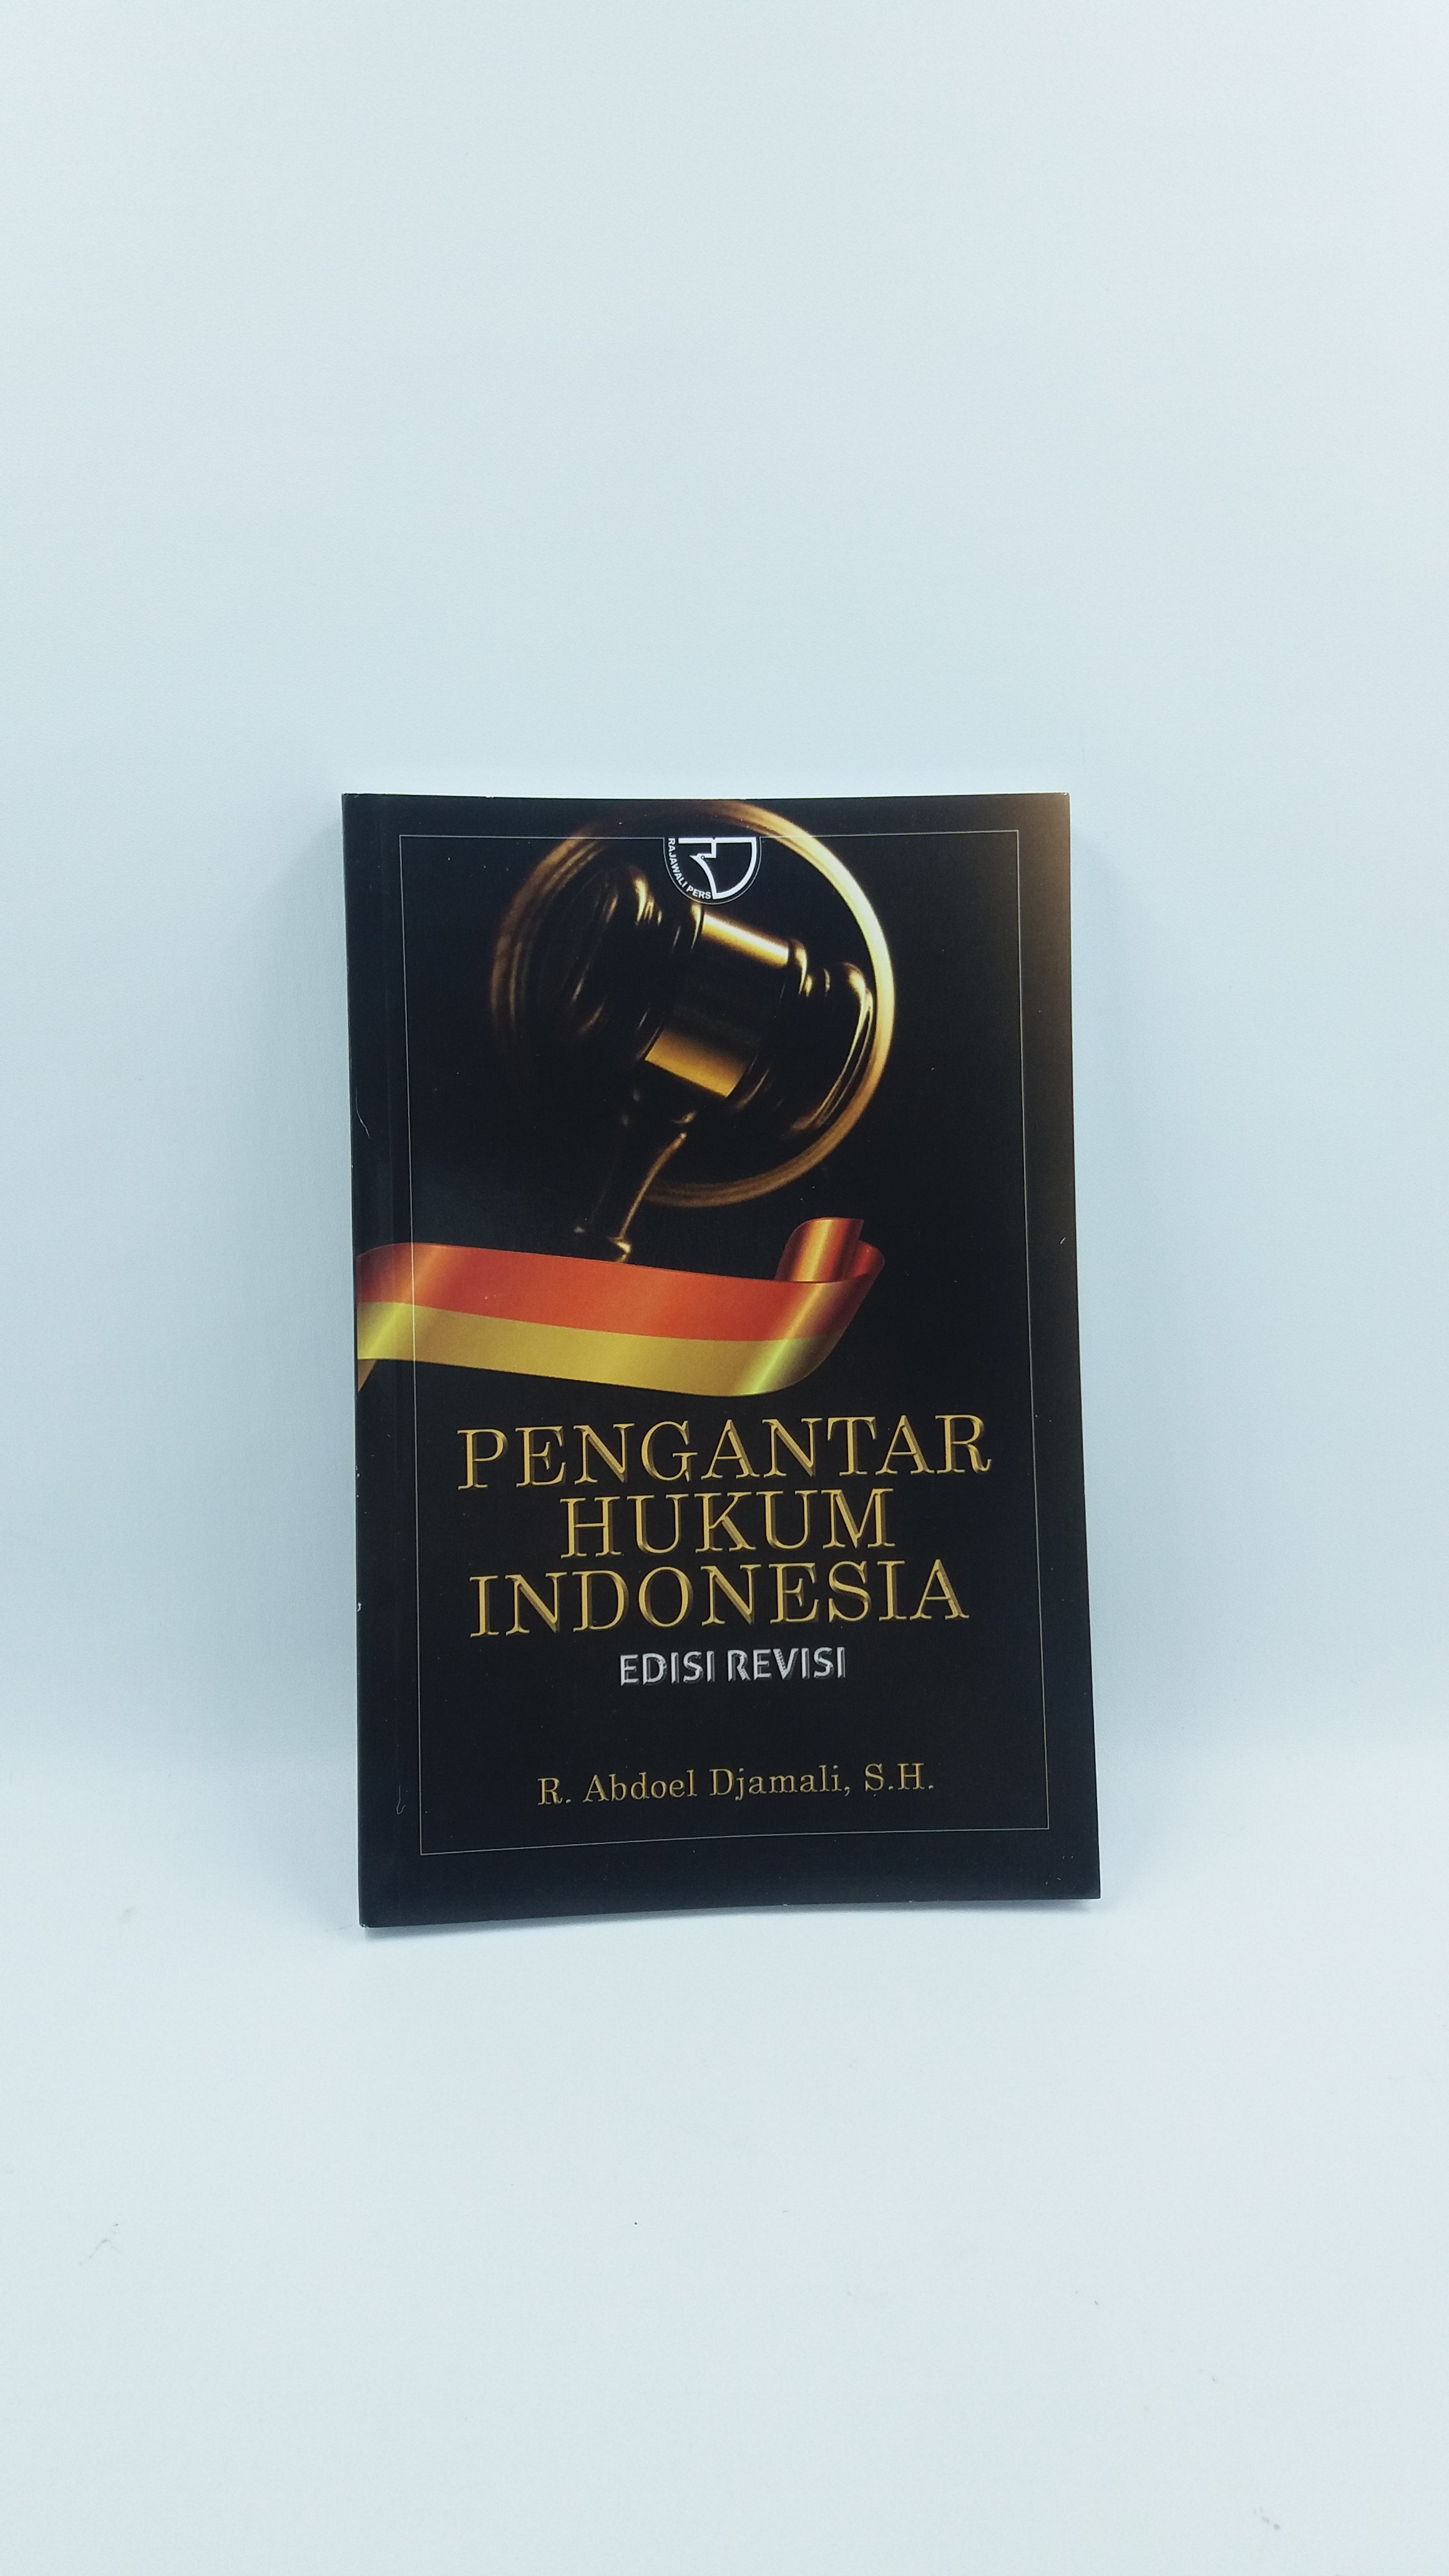 RAJAWALI PERS
PENGANTAR
HUKUM
INDONESIA
EDISI REVISI
R. Abdoel Djamali, S.H.